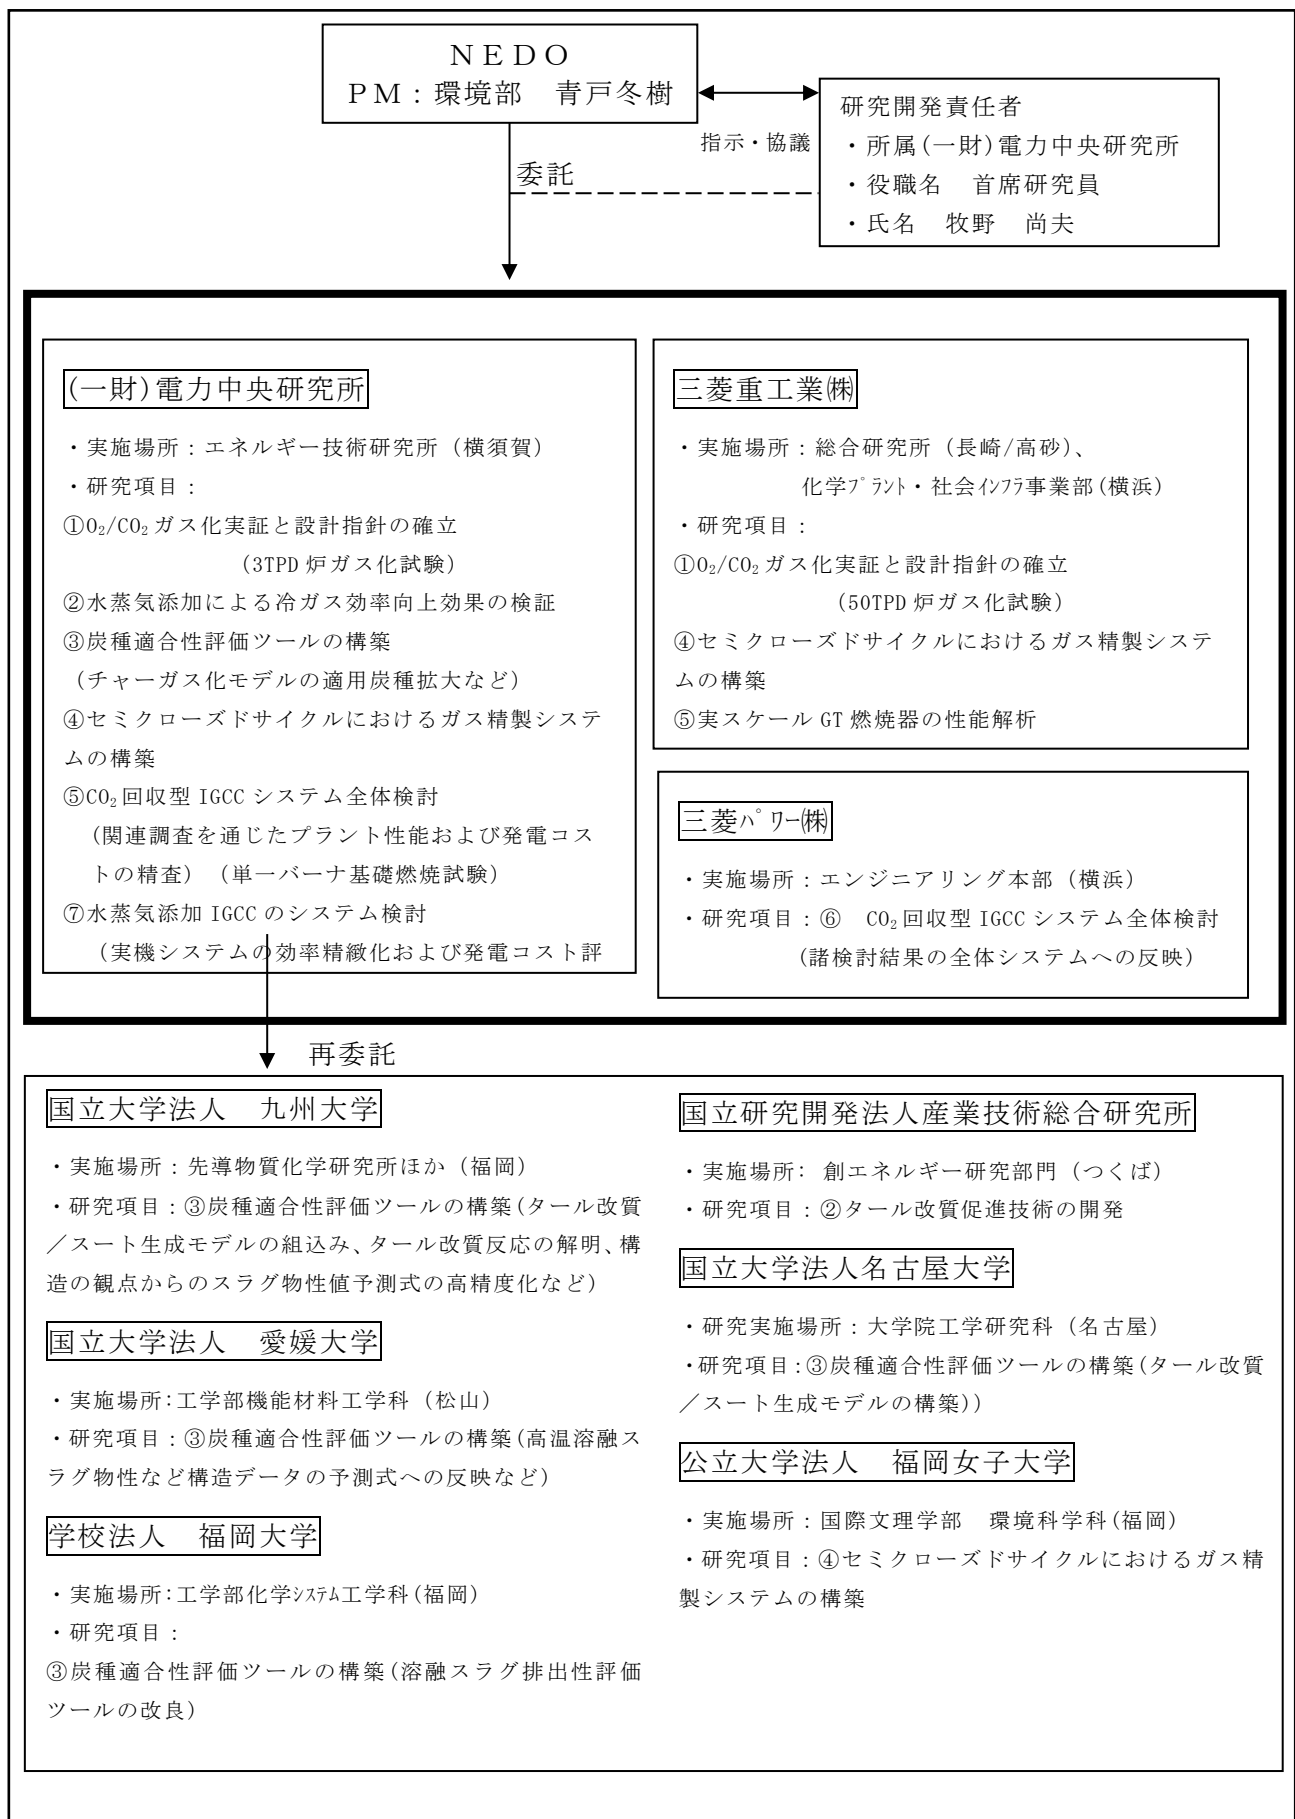 ＮＥＤＯ
ＰＭ：環境部　青戸冬樹
研究開発責任者
・所属(一財)電力中央研究所
・役職名　首席研究員
・氏名　牧野　尚夫
指示・協議
委託
(一財)電力中央研究所
・実施場所：エネルギー技術研究所（横須賀）
・研究項目：
①O₂/CO₂ガス化実証と設計指針の確立
（3TPD 炉ガス化試験）
②水蒸気添加による冷ガス効率向上効果の検証
③炭種適合性評価ツールの構築
（チャーガス化モデルの適用炭種拡大など）
④セミクローズドサイクルにおけるガス精製システ
ムの構築
⑤CO₂回収型 IGCC システム全体検討
(関連調査を通じたプラント性能および発電コス
トの精査）（単一バーナ基礎燃焼試験）
⑦水蒸気添加 IGCC のシステム検討
（実機システムの効率精緻化および発電コスト評
三菱重工業㈱
・実施場所：総合研究所（長崎/高砂）、
化学ﾌﾟﾗﾝﾄ・社会ｲﾝﾌﾗ事業部(横浜)
・研究項目：
①O₂/CO₂ガス化実証と設計指針の確立
（50TPD 炉ガス化試験）
④セミクローズドサイクルにおけるガス精製システ
ムの構築
⑤実スケール GT 燃焼器の性能解析
三菱ﾊﾟﾜｰ㈱
・実施場所：エンジニアリング本部（横浜）
・研究項目：⑥　CO₂回収型 IGCC システム全体検討
(諸検討結果の全体システムへの反映）
再委託
国立大学法人　九州大学
・実施場所：先導物質化学研究所ほか（福岡）
・研究項目：③炭種適合性評価ツールの構築(タール改質
／スート生成モデルの組込み、タール改質反応の解明、構
造の観点からのスラグ物性値予測式の高精度化など）
国立大学法人　愛媛大学
・実施場所：工学部機能材料工学科（松山）
・研究項目：③炭種適合性評価ツールの構築(高温溶融ス
ラグ物性など構造データの予測式への反映など）
学校法人　福岡大学
・実施場所：工学部化学ｼｽﾃﾑ工学科(福岡)
・研究項目：
③炭種適合性評価ツールの構築(溶融スラグ排出性評価
ツールの改良）
国立研究開発法人産業技術総合研究所
・実施場所： 創エネルギー研究部門（つくば）
・研究項目：②タール改質促進技術の開発
国立大学法人名古屋大学
・研究実施場所：大学院工学研究科（名古屋）
・研究項目：③炭種適合性評価ツールの構築(タール改質
／スート生成モデルの構築)）
公立大学法人　福岡女子大学
・実施場所：国際文理学部　環境科学科(福岡)
・研究項目：④セミクローズドサイクルにおけるガス精
製システムの構築